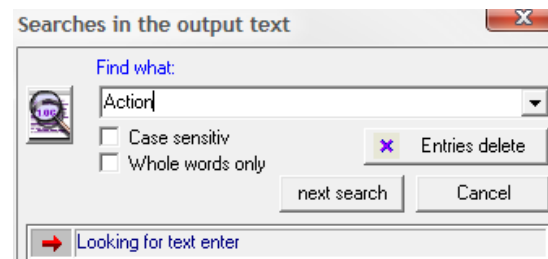 Searches in the output text
Find what:
LOG
Action
Case sensitiv
Entries delete
Whole words only
next search
Cancel
Looking for text enter